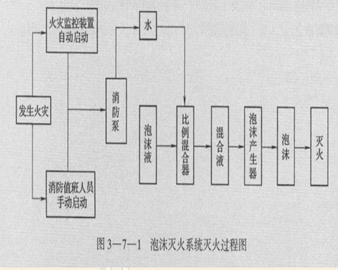 火灾监控装置
自动启动
水
发生火灾
消防泵
泡沫液
比例混合器
混合液
泡沫产生器
泡沫
灭火
消防值班人员
手动启动
图3—7—1 泡沫灭火系统灭火过程图